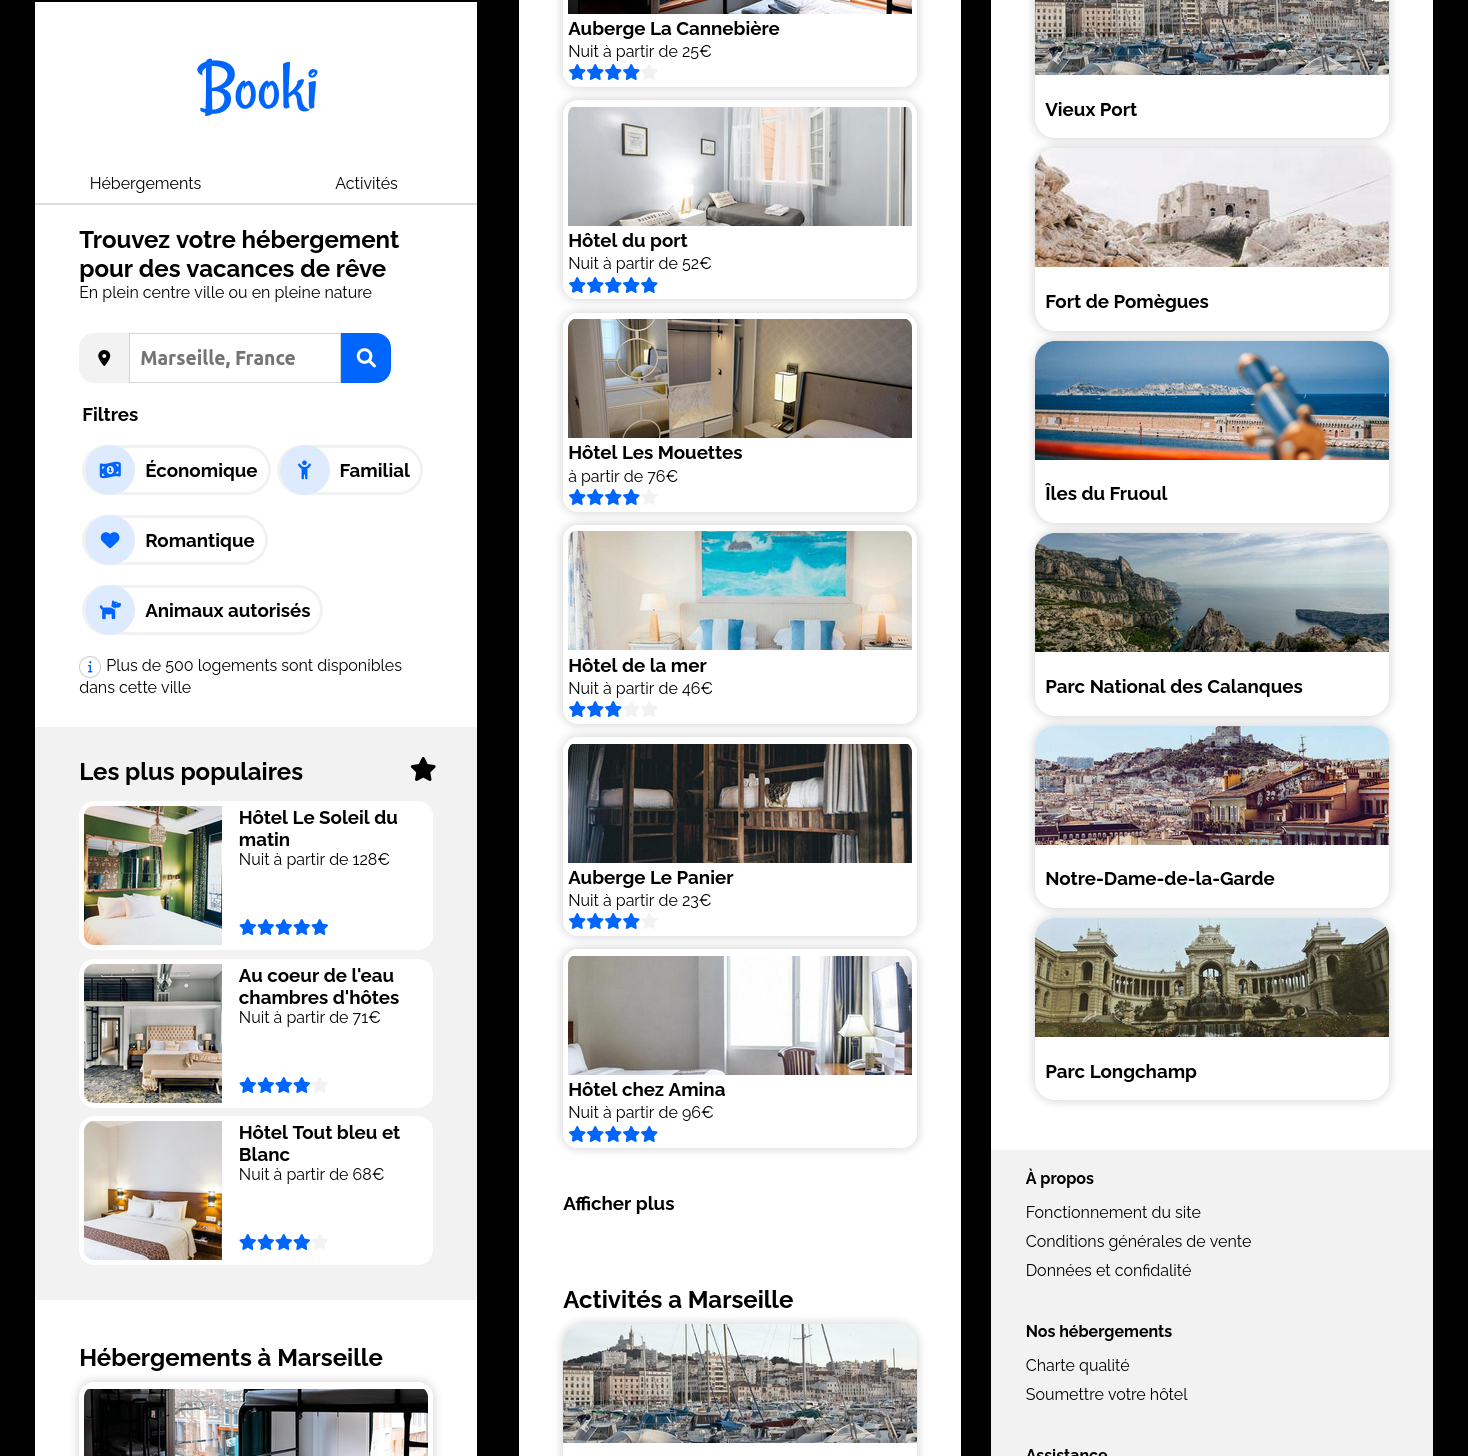 Booki
Hébergements
Activités
Trouvez votre hébergement
pour des vacances de rêve
En plein centre ville ou en pleine nature
Marseille, France
Filtres
Économique
Familial
Romantique
Animaux autorisés
Plus de 500 logements sont disponibles
dans cette ville
Les plus populaires
Hôtel Le Soleil du
matin
Nuit à partir de 128€
Au coeur de l'eau
chambres d'hôtes
Nuit à partir de 71€
Hôtel Tout bleu et
Blanc
Nuit à partir de 68€
Hébergements à Marseille
Auberge La Cannebière
Nuit à partir de 25€
Hôtel du port
Nuit à partir de 52€
Hôtel Les Mouettes
à partir de 76€
Hôtel de la mer
Nuit à partir de 46€
Auberge Le Panier
Nuit à partir de 23€
Hôtel chez Amina
Nuit à partir de 96€
Afficher plus
Activités a Marseille
Vieux Port
Fort de Pomègues
Îles du Fruoul
Parc National des Calanques
Notre-Dame-de-la-Garde
Parc Longchamp
À propos
Fonctionnement du site
Conditions générales de vente
Données et confidalité
Nos hébergements
Charte qualité
Soumettre votre hôtel
Assistance